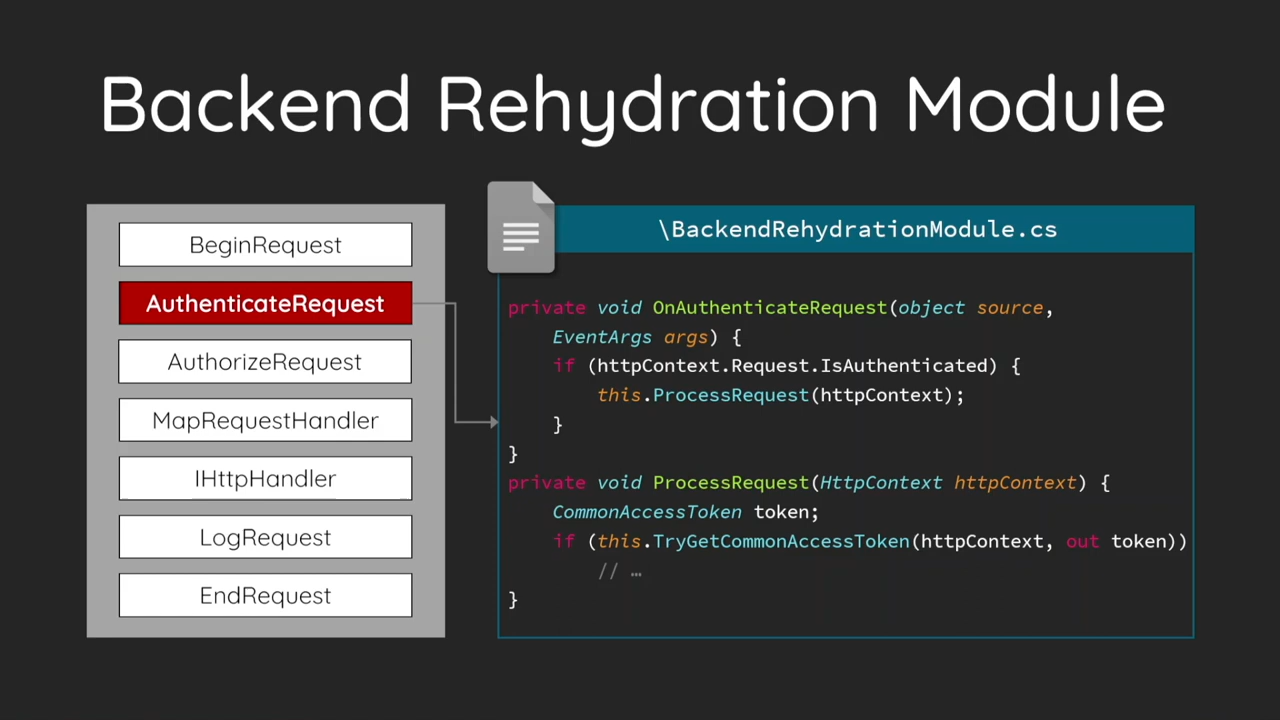 Backend Rehydration Module
BeginRequest
AuthenticateRequest
AuthorizeRequest
MapRequestHandler
IHttpHandler
LogRequest
EndRequest
\BackendRehydrationModule.cs
private void OnAuthenticateRequest(object source,
EventArgs args) {
if (httpContext.Request.IsAuthenticated) {
this.ProcessRequest(httpContext);
}
}
private void ProcessRequest(HttpContext httpContext) {
CommonAccessToken token;
if (this.TryGetCommonAccessToken(httpContext, out token))
// …
}